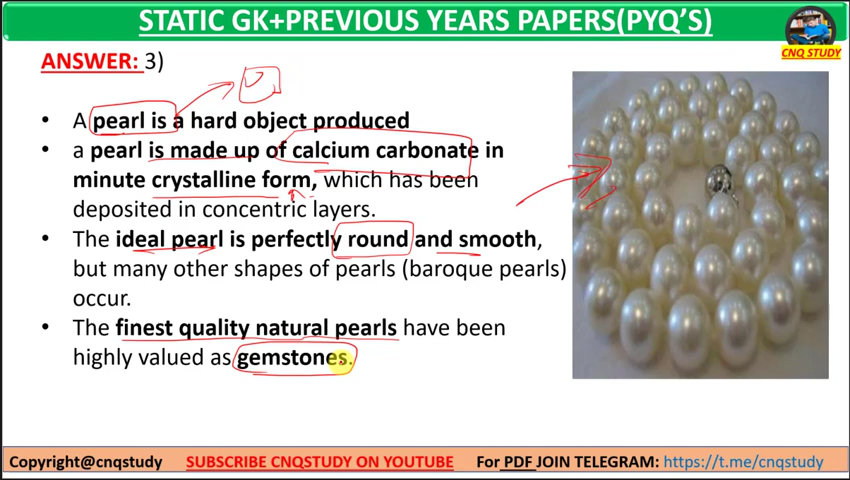 STATIC GK+PREVIOUS YEARS PAPERS(PYQ'S)
CNQ STUDY
ANSWER: 3)
• A pearl is a hard object produced
• a pearl is made up of calcium carbonate in
minute crystalline form, which has been
deposited in concentric layers.
• The ideal pearl is perfectly round and smooth,
but many other shapes of pearls (baroque pearls)
occur.
• The finest quality natural pearls have been
highly valued as gemstones.
Copyright@cnqstudy SUBSCRIBE CNQSTUDY ON YOUTUBE For PDF JOIN TELEGRAM: https://t.me/cnqstudy